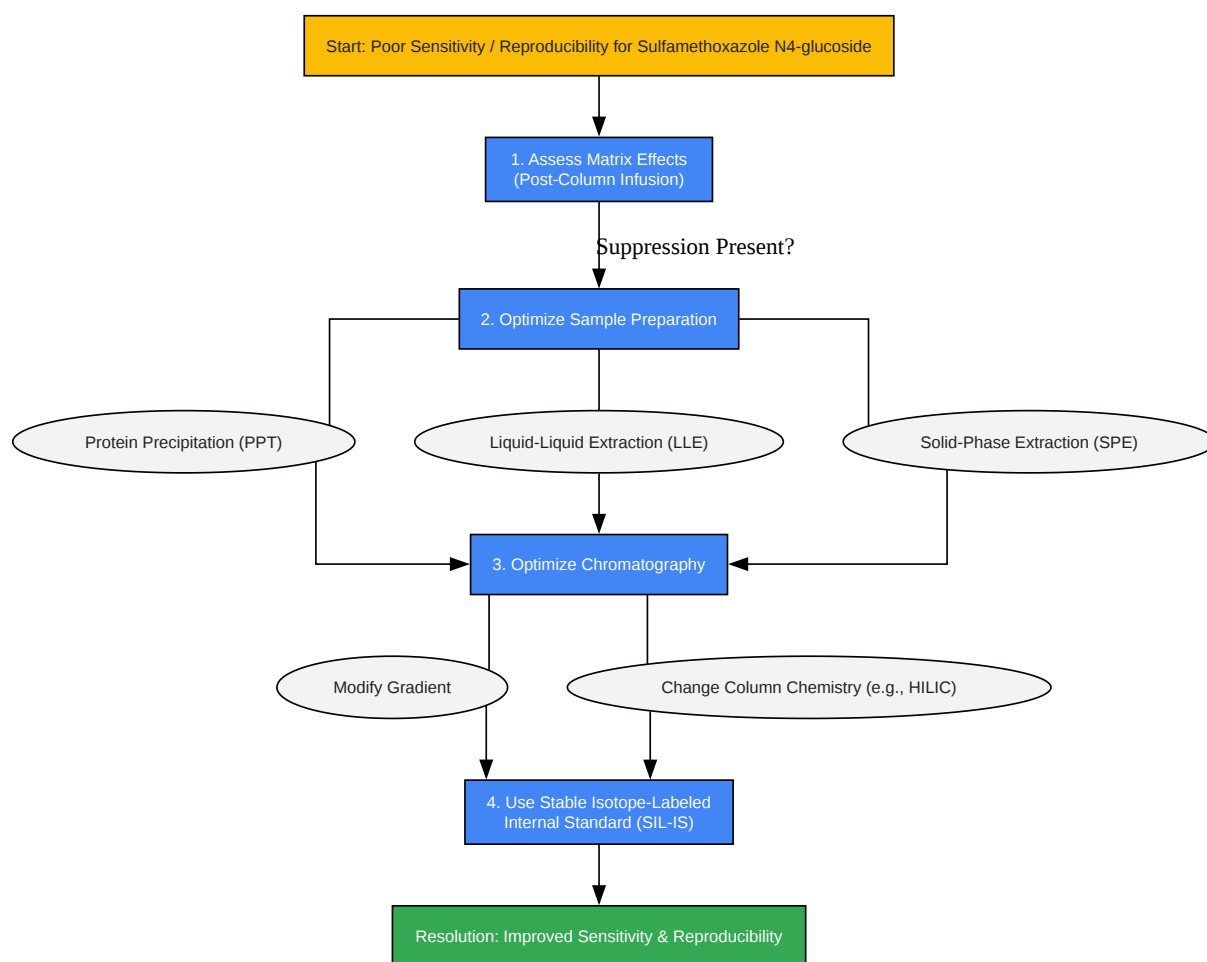 Start: Poor Sensitivity / Reproducibility for Sulfamethoxazole N4-glucoside
1. Assess Matrix Effects
(Post-Column Infusion)
Suppression Present?
2. Optimize Sample Preparation
Protein Precipitation (PPT)
Liquid-Liquid Extraction (LLE)
Solid-Phase Extraction (SPE)
3. Optimize Chromatography
Modify Gradient
Change Column Chemistry (e.g., HILIC)
4. Use Stable Isotope-Labeled
Internal Standard (SIL-IS)
Resolution: Improved Sensitivity & Reproducibility